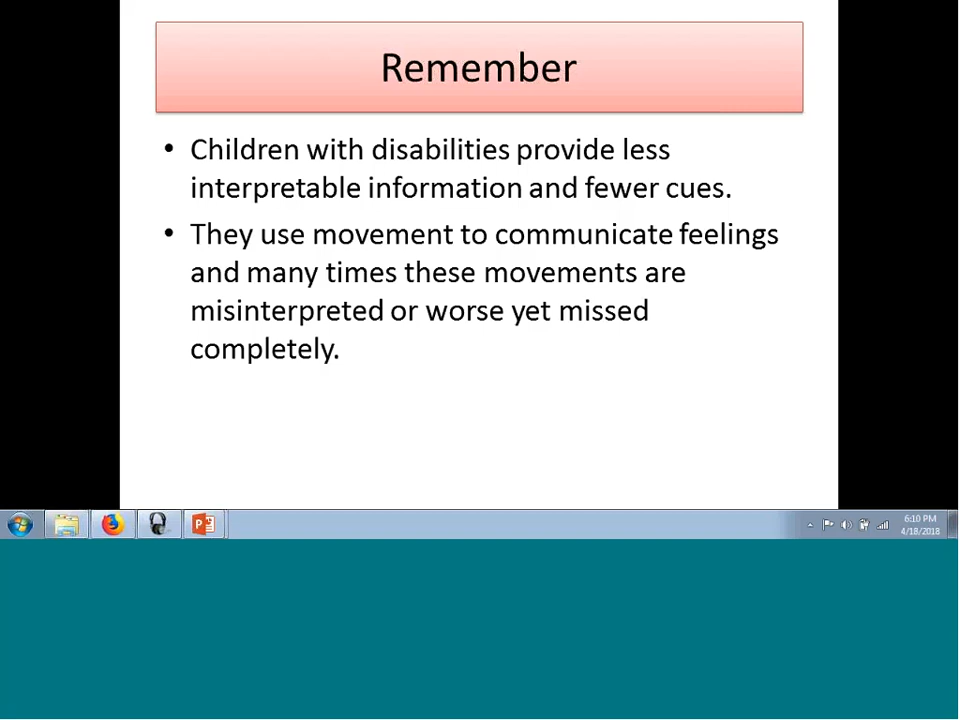 Remember
• Children with disabilities provide less
interpretable information and fewer cues.
• They use movement to communicate feelings
and many times these movements are
misinterpreted or worse yet missed
completely.
6:10 PM
4/18/2018